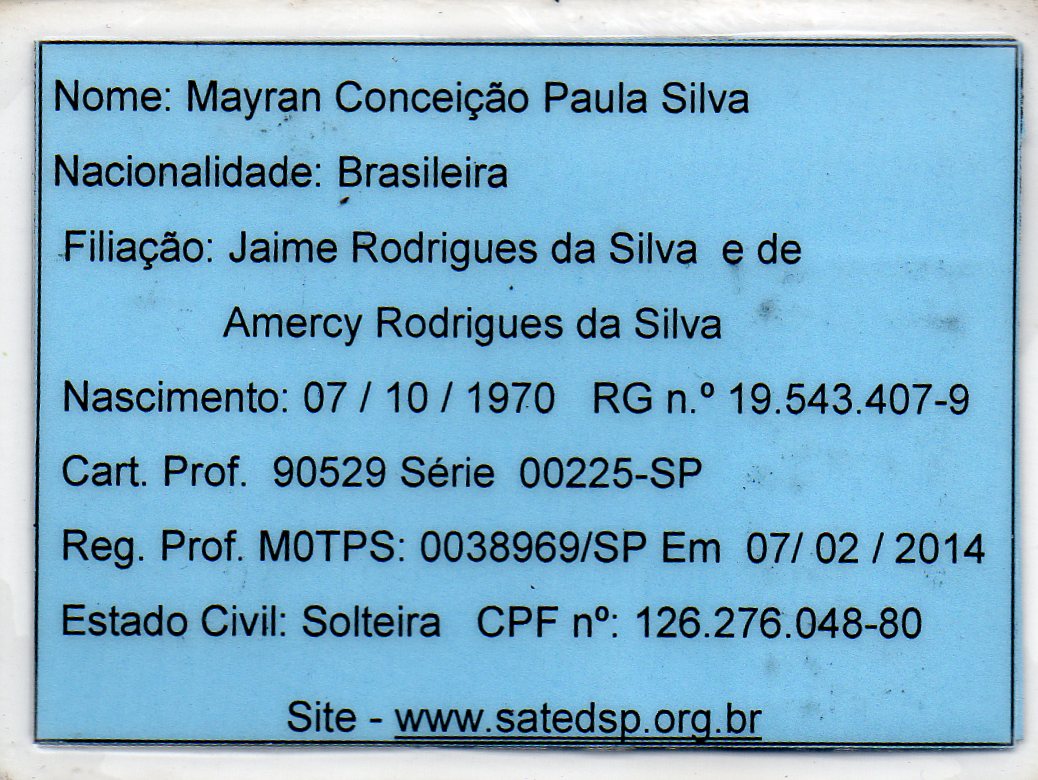 Nome: Mayran Conceição Paula Silva
Nacionalidade: Brasileira
Filiação: Jaime Rodrigues da Silva e de
Amercy Rodrigues da Silva
Nascimento: 07 / 10 / 1970 RG n.º 19.543.407-9
Cart. Prof. 90529 Série 00225-SP
Reg. Prof. M0TPS: 0038969/SP Em 07/ 02 / 2014
Estado Civil: Solteira CPF nº: 126.276.048-80
Site - www.satedsp.org.br